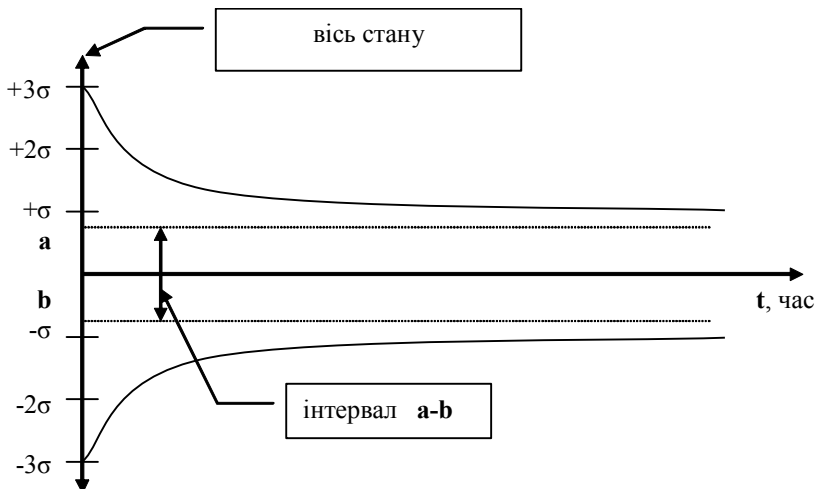 вісь стану
+3σ
+2σ
+σ
a
b
t, час
-σ
інтервал a-b
-2σ
-3σ